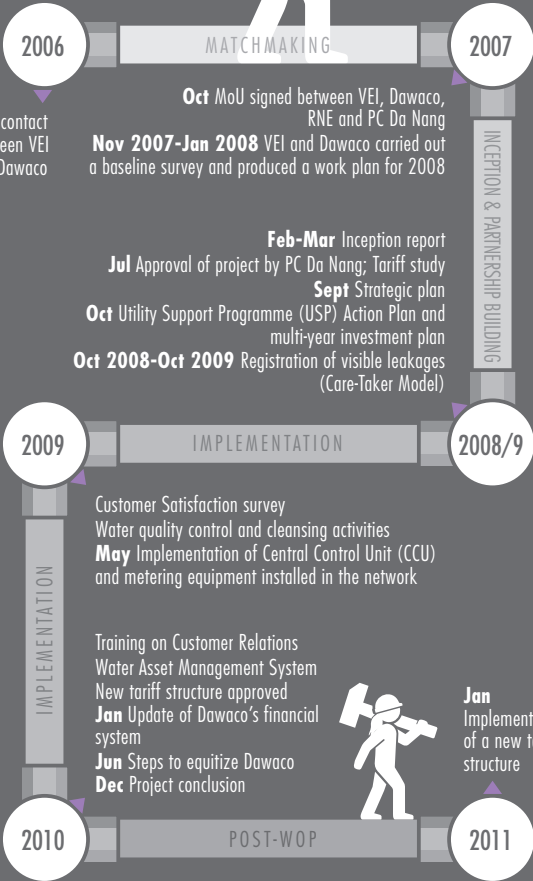 2006
MATCHMAKING
2007
contact
VEI
Dawaco
Oct MoU signed between VEI, Dawaco,
RNE and PC Da Nang
Nov 2007-Jan 2008 VEI and Dawaco carried out
a baseline survey and produced a work plan for 2008
INCEPTION & PARTNERSHIP BUILDING
Feb-Mar Inception report
Jul Approval of project by PC Da Nang; Tariff study
Sept Strategic plan
Oct Utility Support Programme (USP) Action Plan and
multi-year investment plan
Oct 2008-Oct 2009 Registration of visible leakages
(Care-Taker Model)
2009
IMPLEMENTATION
2008/9
Customer Satisfaction survey
Water quality control and cleansing activities
May Implementation of Central Control Unit (CCU)
and metering equipment installed in the network
IMPLEMENTATION
Training on Customer Relations
Water Asset Management System
New tariff structure approved
Jan Update of Dawaco's financial
system
Jun Steps to equitize Dawaco
Dec Project conclusion
Jan
of a new
structure
2010
POST-WOP
2011